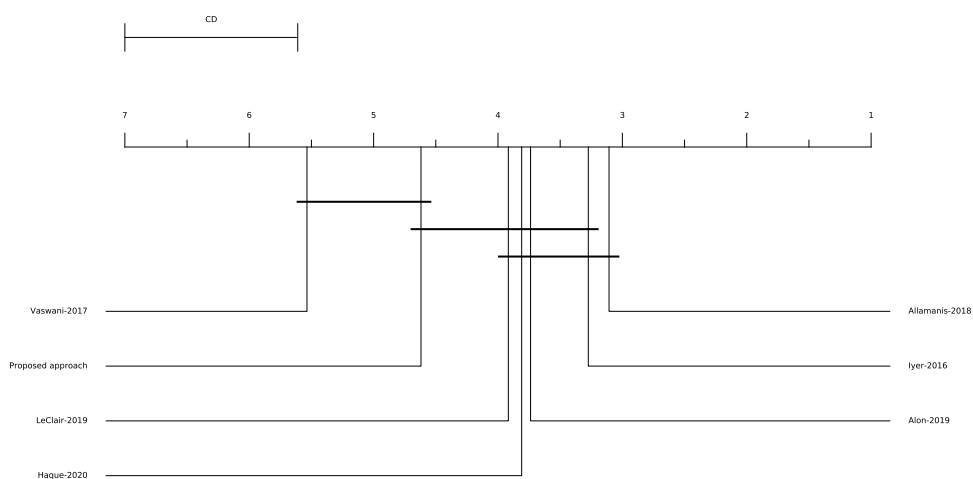 CD
7 6 5 4 3 2 1
Vaswani-2017
Allamanis-2018
Proposed approach
Iyer-2016
LeClair-2019
Alon-2019
Haque-2020